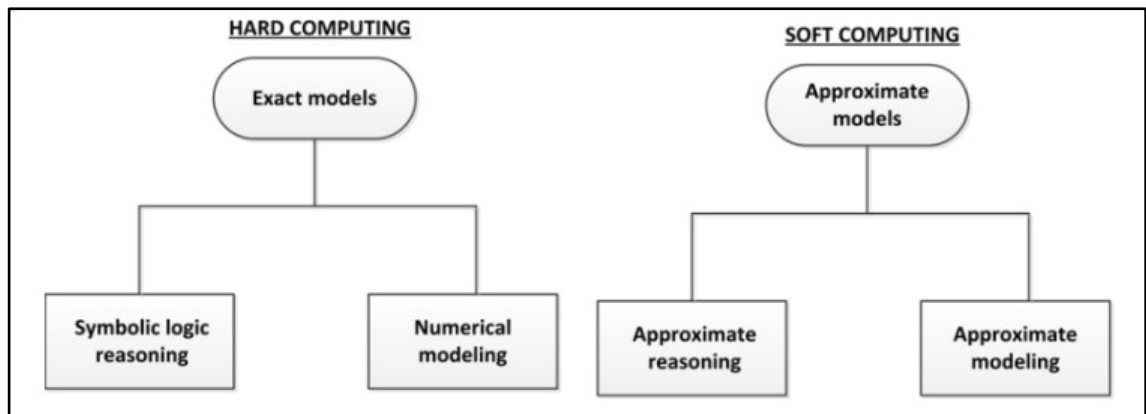 HARD COMPUTING
Exact models
Symbolic logic
reasoning
Numerical
modeling
SOFT COMPUTING
Approximate
models
Approximate
reasoning
Approximate
modeling